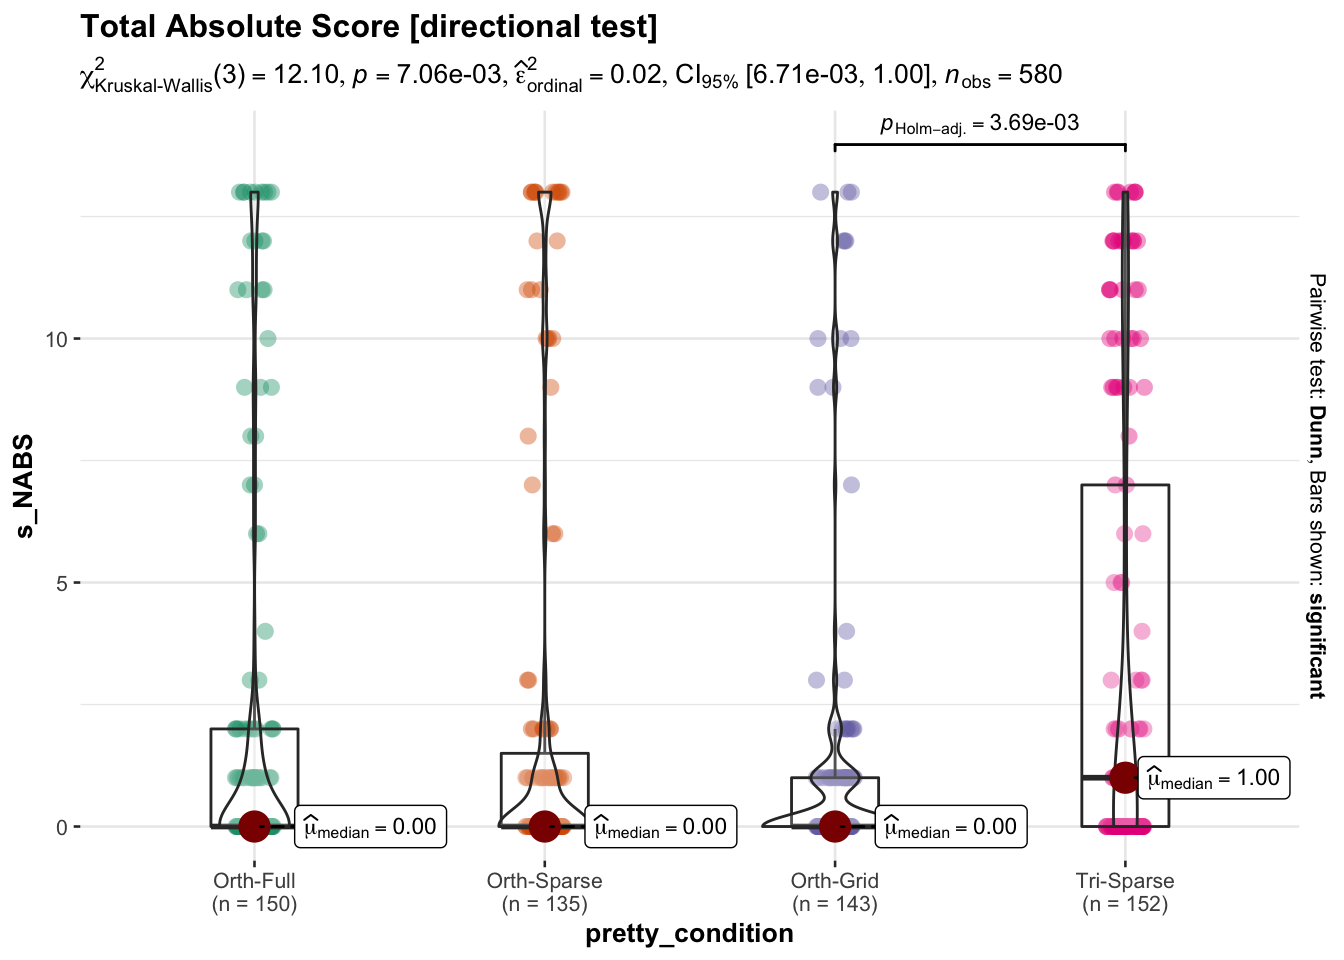 Total Absolute Score [directional test]
χ²Kruskal-Wallis(3) = 12.10, p = 7.06e-03, ε̂²ordinal = 0.02, CI95% [6.71e-03, 1.00], nobs = 580
pHolm−adj. = 3.69e-03
10
5
0
s_NABS
μ̂median = 0.00
μ̂median = 0.00
μ̂median = 0.00
μ̂median = 1.00
Orth-Full
(n = 150)
Orth-Sparse
(n = 135)
Orth-Grid
(n = 143)
Tri-Sparse
(n = 152)
pretty_condition
Pairwise test: Dunn, Bars shown: significant